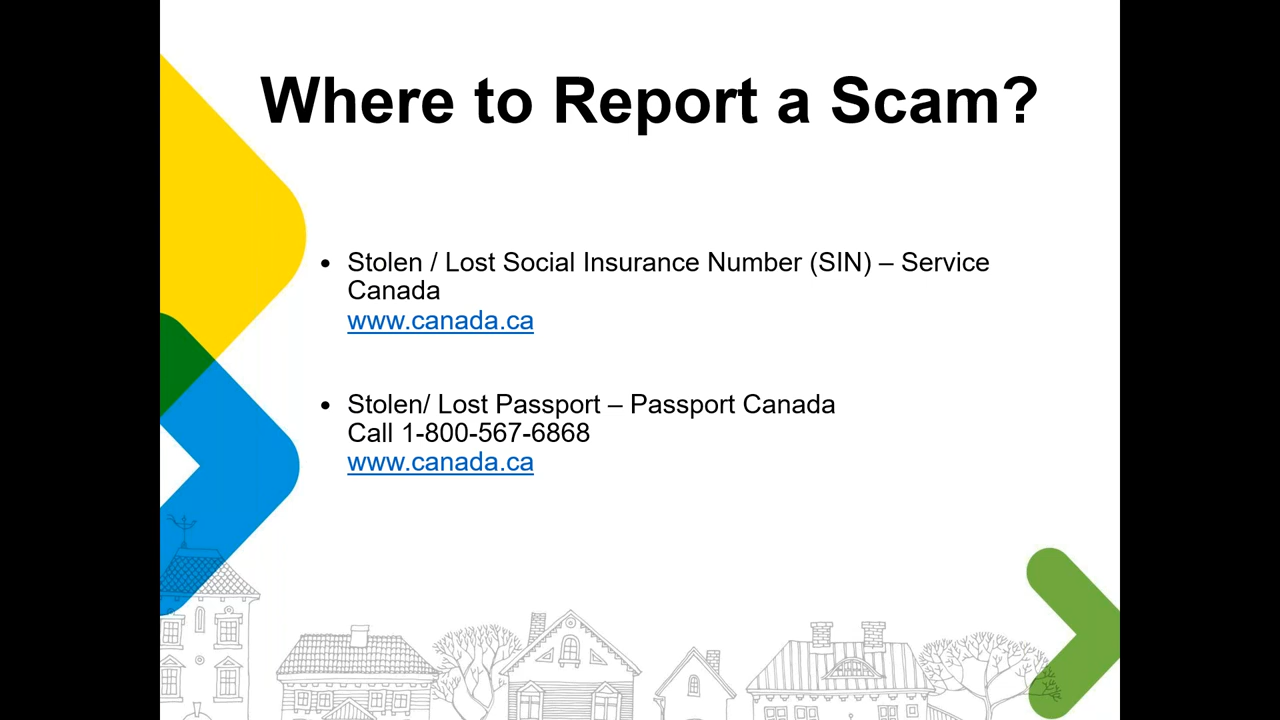 Where to Report a Scam?
• Stolen / Lost Social Insurance Number (SIN) – Service
Canada
www.canada.ca
• Stolen/ Lost Passport – Passport Canada
Call 1-800-567-6868
www.canada.ca